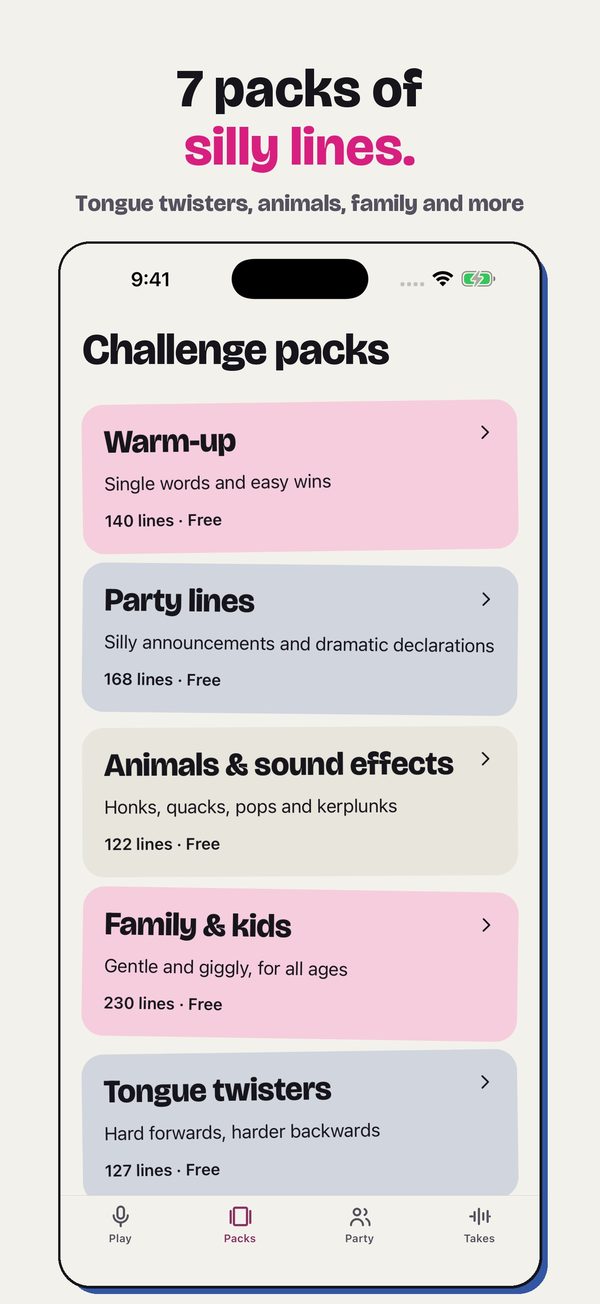 7 packs of
silly lines.
Tongue twisters, animals, family and more
9:41
Challenge packs
Warm-up
Single words and easy wins
140 lines · Free
Party lines
Silly announcements and dramatic declarations
168 lines · Free
Animals & sound effects
Honks, quacks, pops and kerplunks
122 lines · Free
Family & kids
Gentle and giggly, for all ages
230 lines · Free
Tongue twisters
Hard forwards, harder backwards
127 lines · Free
Play
Packs
Party
Takes